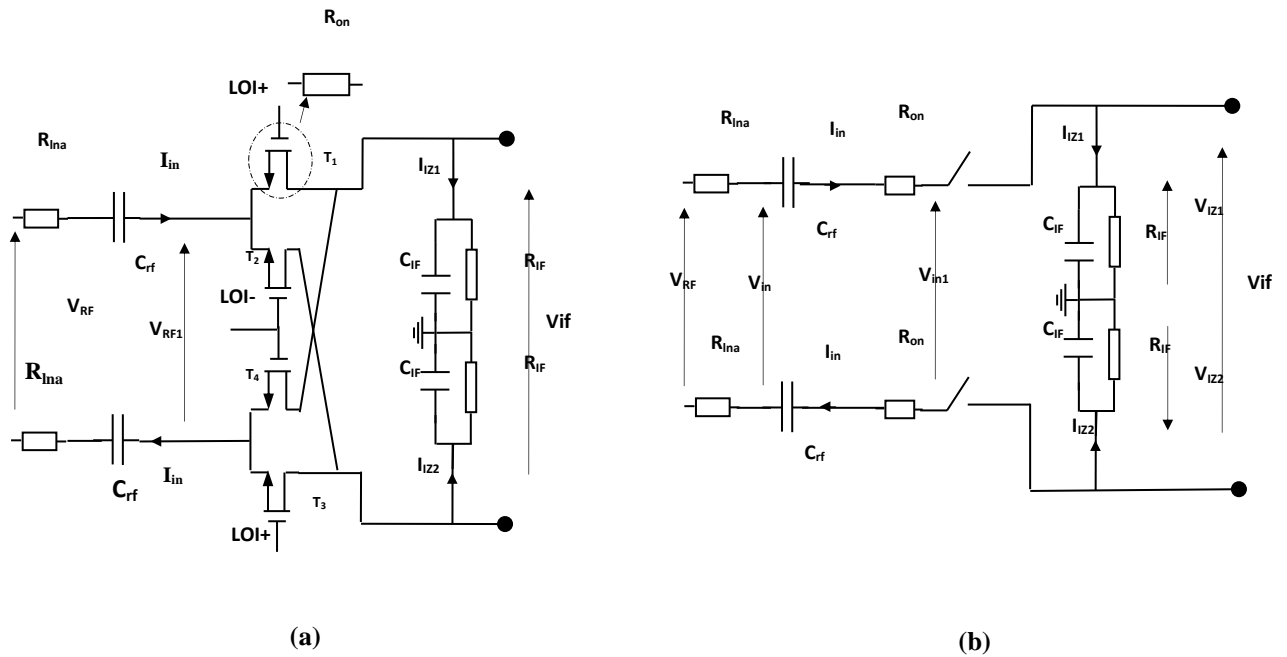 Ron
LOI+
Rlna
Iin
T1
IIZ1
Crf
T2
CIF
RIF
VRF
LOI-
VRF1
Vif
Rlna
T4
CIF
RIF
IIZ2
Iin
Crf
T3
LOI+
(a)
Rlna
Iin
Ron
IIZ1
Crf
CIF
RIF
VIZ1
VRF
Vin
Vin1
Vif
Rlna
Iin
Ron
CIF
RIF
VIZ2
Crf
IIZ2
(b)